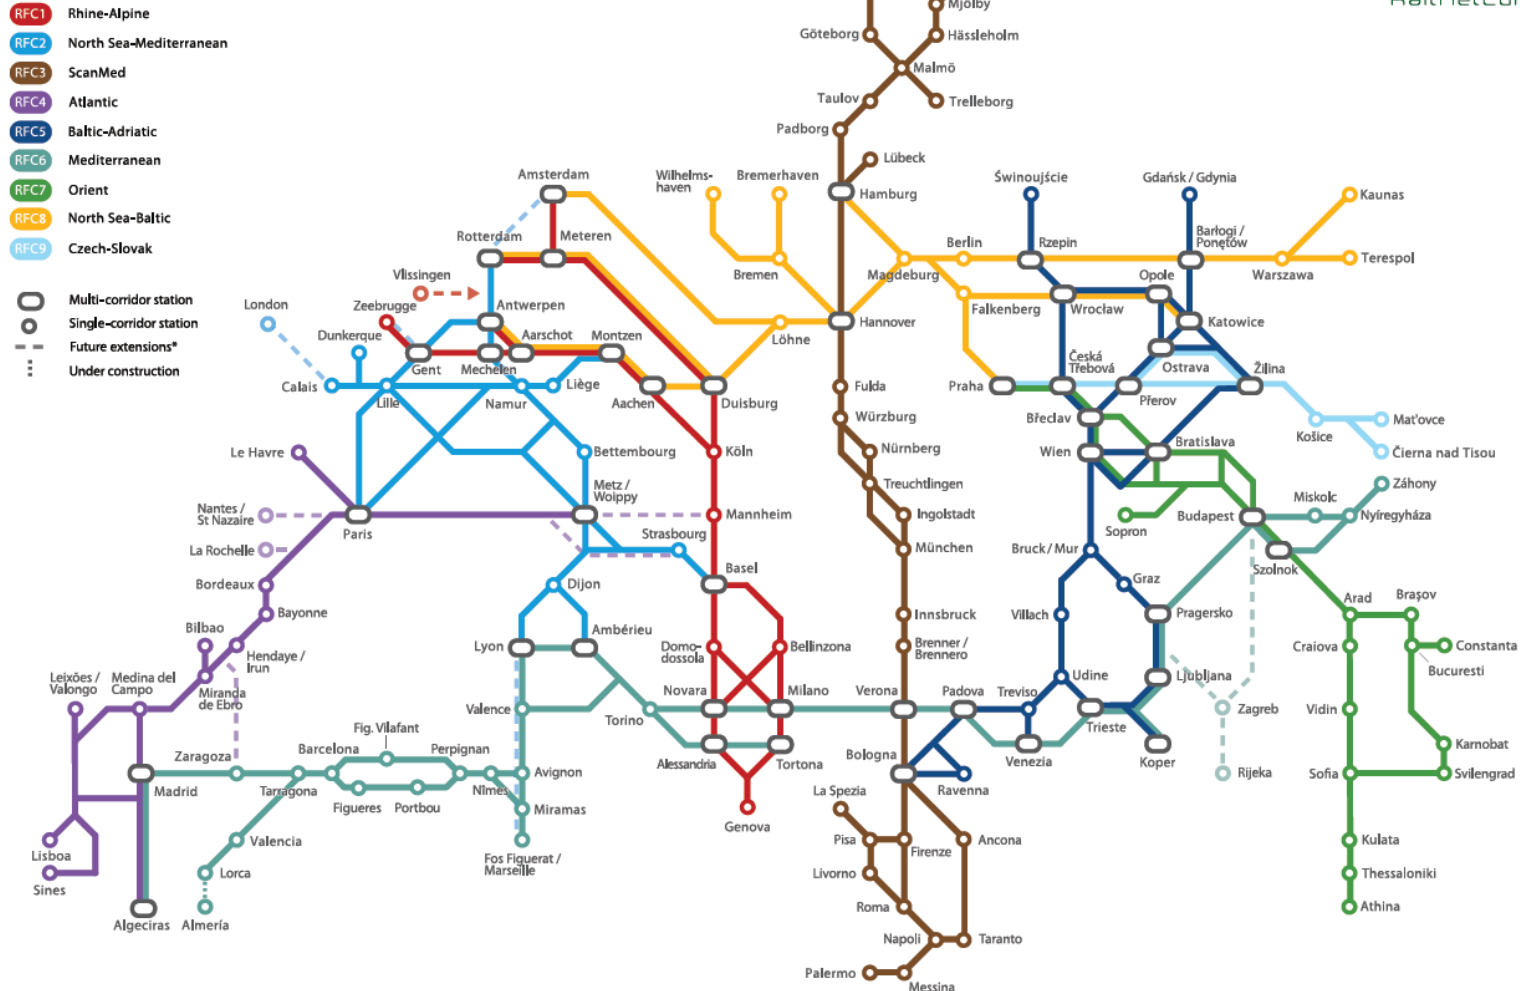 RFC1 Rhine-Alpine
RFC2 North Sea-Mediterranean
RFC3 ScanMed
RFC4 Atlantic
RFC5 Baltic-Adriatic
RFC6 Mediterranean
RFC7 Orient
RFC8 North Sea-Baltic
RFC9 Czech-Slovak
Multi-corridor station
Single-corridor station
Future extensions*
Under construction
Mjölby
Göteborg
Hässleholm
Malmö
Taulov
Trelleborg
Padborg
Lübeck
Hamburg
Amsterdam
Wilhelms-
haven
Bremerhaven
Świnoujście
Gdańsk / Gdynia
Kaunas
Rotterdam
Meteren
Bremen
Magdeburg
Berlin
Rzepin
Barłogi /
Ponętów
Warszawa
Terespol
Vlissingen
Zeebrugge
Antwerpen
London
Dunkerque
Aarschot
Montzen
Löhne
Hannover
Falkenberg
Wrocław
Opole
Katowice
Gent
Mechelen
Calais
Lille
Namur
Liège
Aachen
Duisburg
Fulda
Praha
Česká
Třebová
Ostrava
Přerov
Žilina
Würzburg
Břeclav
Košice
Mat'ovce
Čierna nad Tisou
Le Havre
Bettembourg
Köln
Nürnberg
Wien
Bratislava
Metz /
Woippy
Treuchtlingen
Záhony
Nantes /
St Nazaire
Paris
Mannheim
Ingolstadt
Sopron
Budapest
Miskolc
Nyíregyháza
La Rochelle
Strasbourg
München
Bruck / Mur
Szolnok
Bordeaux
Dijon
Basel
Graz
Bayonne
Innsbruck
Villach
Pragersko
Arad
Braşov
Bilbao
Hendaye /
Irun
Lyon
Ambérieu
Domo-
dossola
Bellinzona
Brenner /
Brennero
Craiova
Constanta
Bucuresti
Leixões /
Valongo
Medina del
Campo
Miranda
de Ebro
Valence
Torino
Novara
Milano
Verona
Padova
Treviso
Udine
Ljubljana
Trieste
Zagreb
Vidin
Zaragoza
Barcelona
Fig. Vilafant
Perpignan
Alessandria
Tortona
Bologna
Venezia
Koper
Karnobat
Madrid
Tarragona
Figueres
Portbou
Nîmes
Avignon
Ravenna
Rijeka
Sofia
Svilengrad
Miramas
Genova
La Spezia
Lisboa
Valencia
Fos Figuerat /
Marseille
Pisa
Firenze
Ancona
Kulata
Sines
Lorca
Livorno
Thessaloniki
Algeciras
Almería
Roma
Athina
Napoli
Taranto
Palermo
Messina